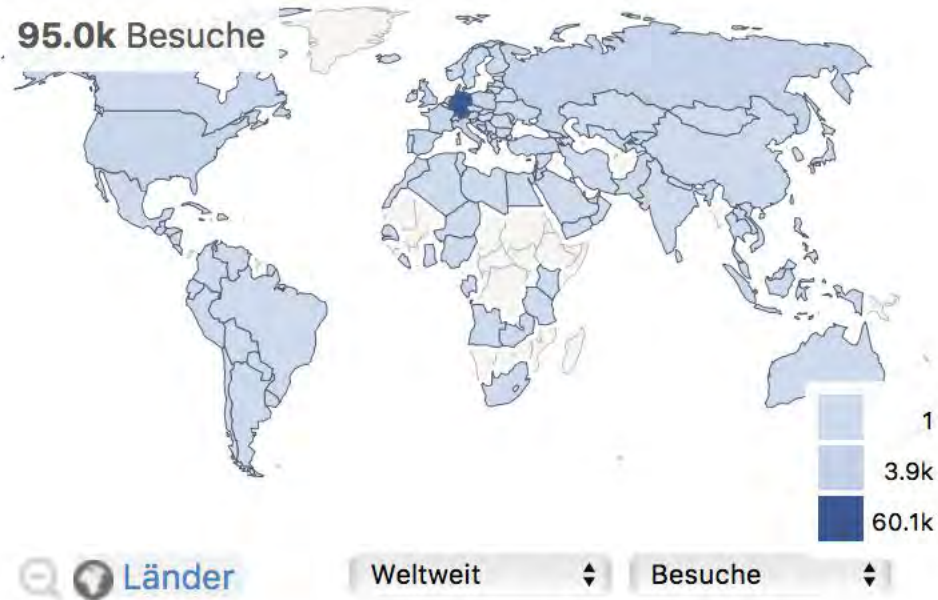 95.0k Besuche
1
3.9k
60.1k
Länder
Weltweit
Besuche